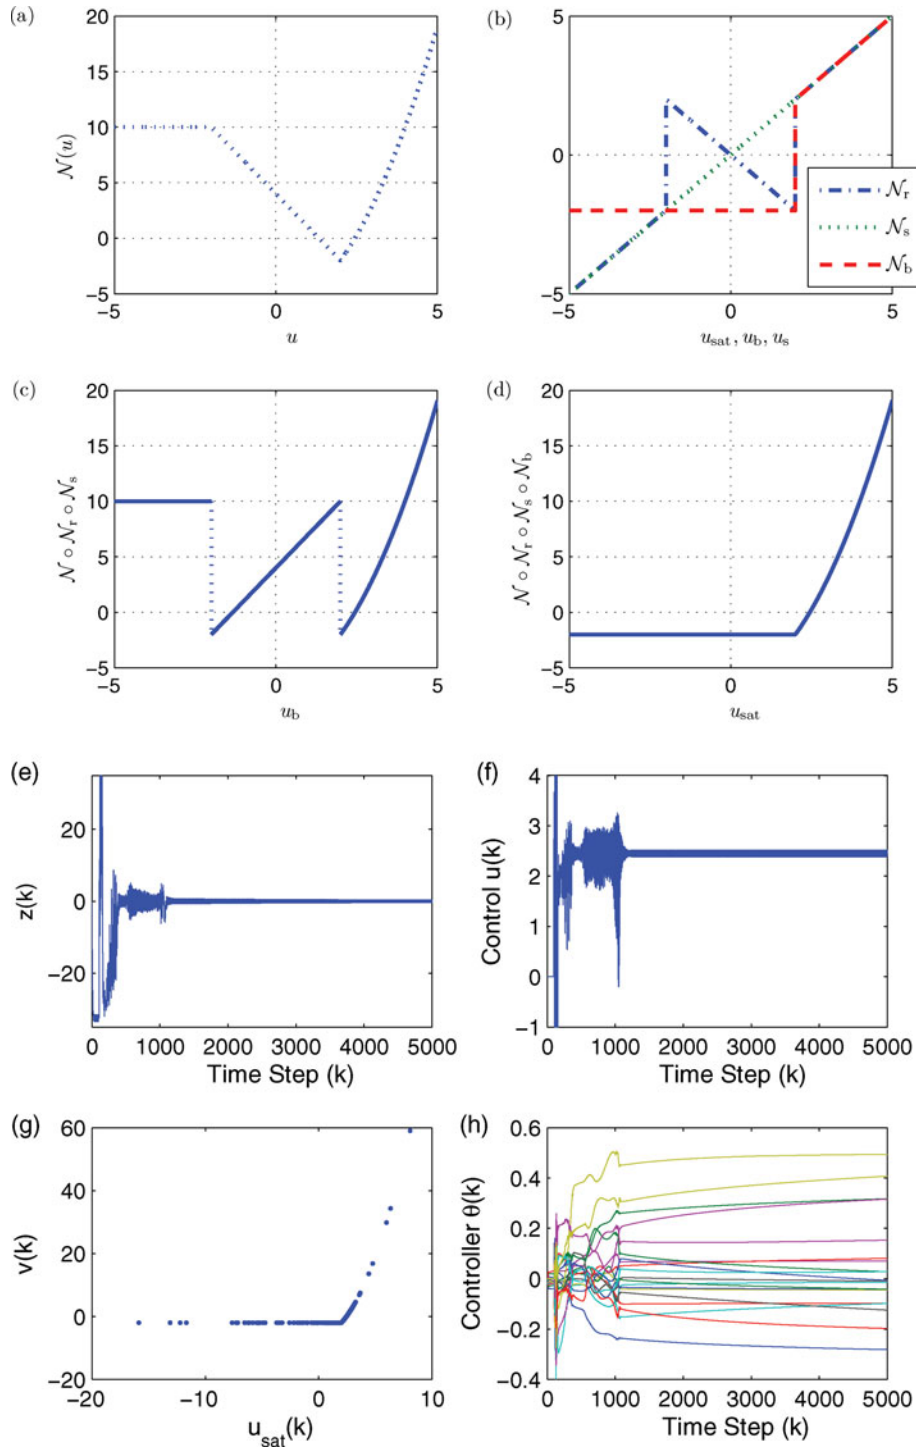 (a)
20
15
10
5
0
−5
−5
0
5
𝒩(u)
u
(b)
5
0
−5
−5
0
5
𝒩r
𝒩s
𝒩b
usat, ub, us
(c)
20
15
10
5
0
−5
−5
0
5
𝒩 ∘ 𝒩r ∘ 𝒩s
ub
(d)
20
15
10
5
0
−5
−5
0
5
𝒩 ∘ 𝒩r ∘ 𝒩s ∘ 𝒩b
usat
(e)
20
0
−20
0 1000 2000 3000 4000 5000
z(k)
Time Step (k)
(f)
4
3
2
1
0
−1
0 1000 2000 3000 4000 5000
Control u(k)
Time Step (k)
(g)
60
40
20
0
−20
−20 −10 0 10
v(k)
usat(k)
(h)
0.6
0.4
0.2
0
−0.2
−0.4
0 1000 2000 3000 4000 5000
Controller θ(k)
Time Step (k)